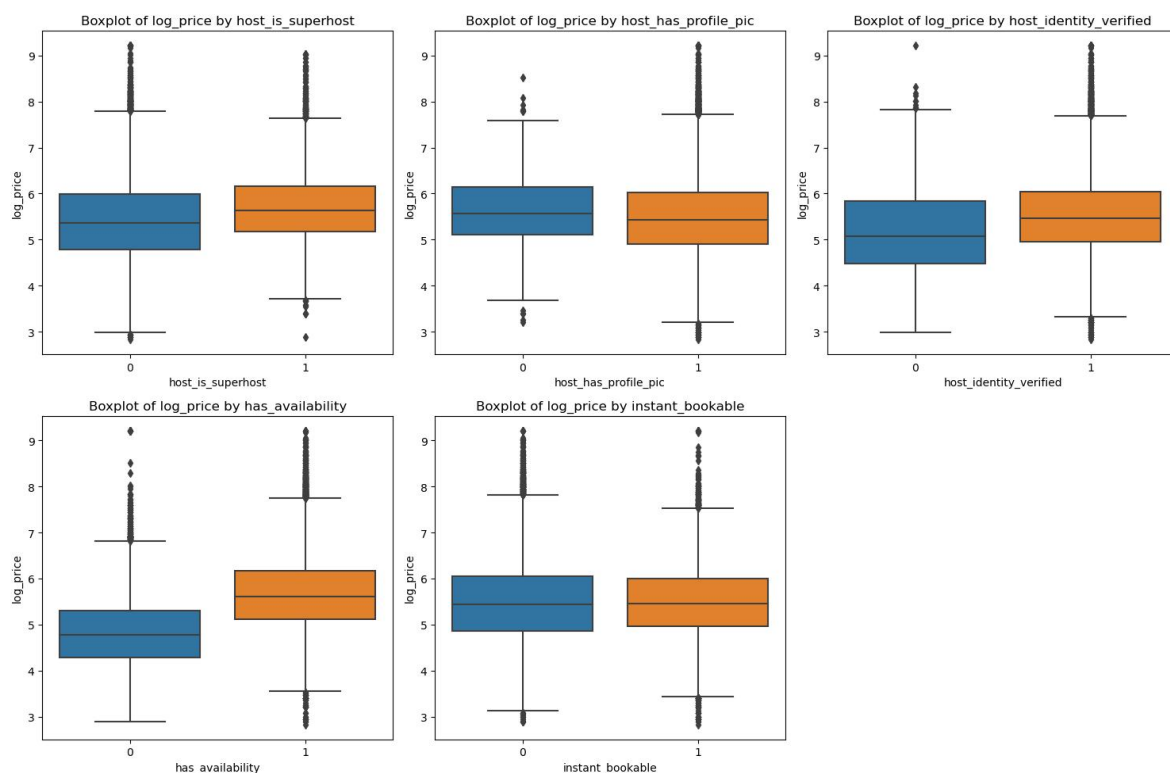 Boxplot of log_price by host_is_superhost
9
8
7
6
5
4
3
log_price
0 1
host_is_superhost
Boxplot of log_price by host_has_profile_pic
9
8
7
6
5
4
3
log_price
0 1
host_has_profile_pic
Boxplot of log_price by host_identity_verified
9
8
7
6
5
4
3
log_price
0 1
host_identity_verified
Boxplot of log_price by has_availability
9
8
7
6
5
4
3
log_price
0 1
has_availability
Boxplot of log_price by instant_bookable
9
8
7
6
5
4
3
log_price
0 1
instant_bookable